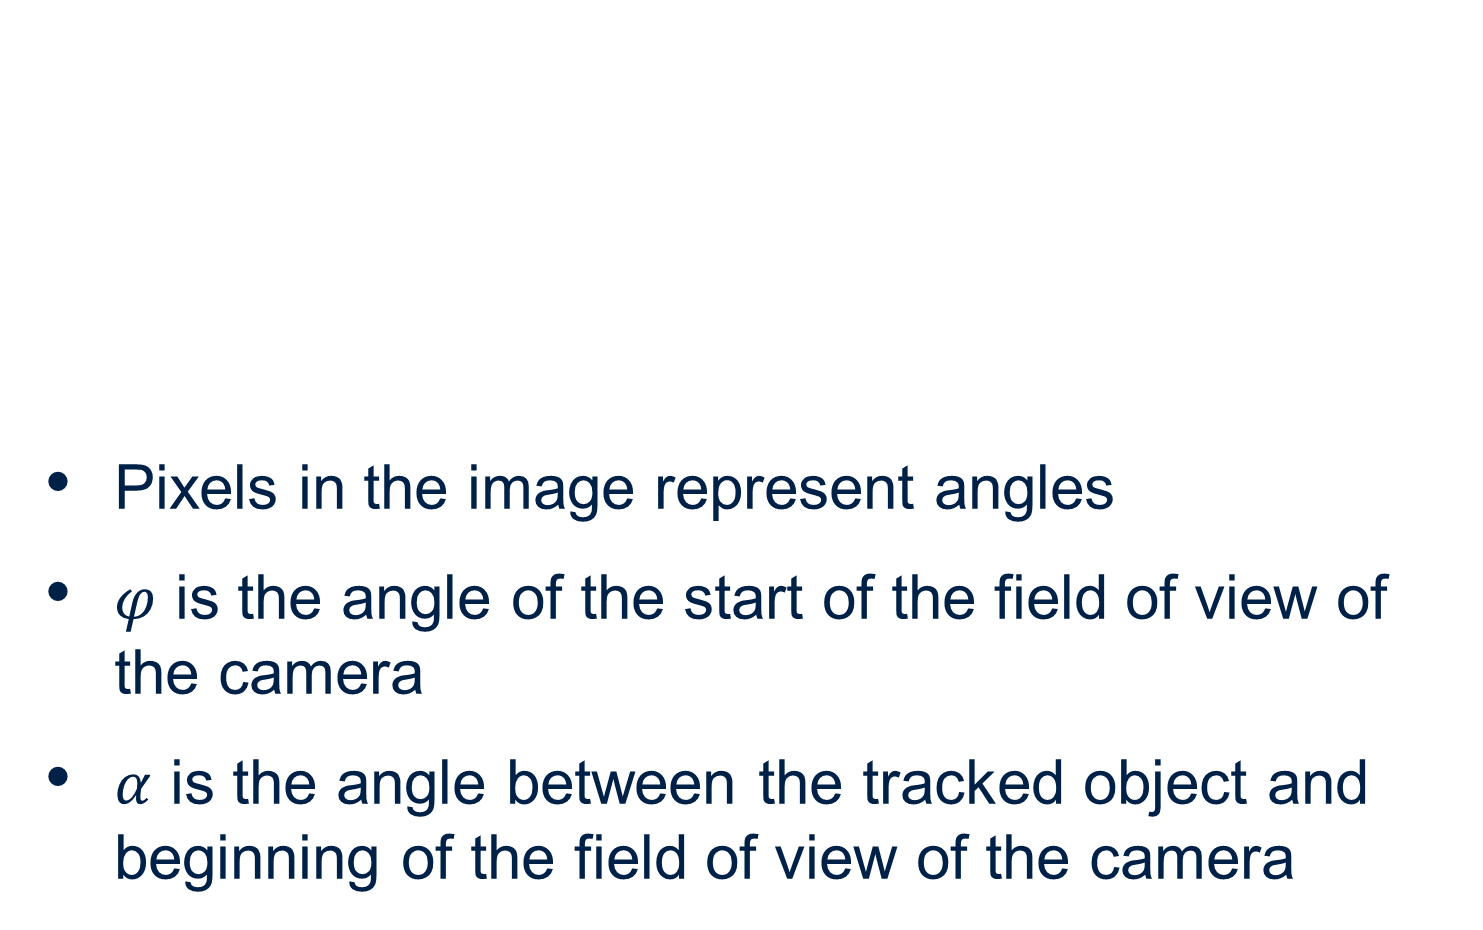 • Pixels in the image represent angles
• φ is the angle of the start of the field of view of
the camera
• α is the angle between the tracked object and
beginning of the field of view of the camera